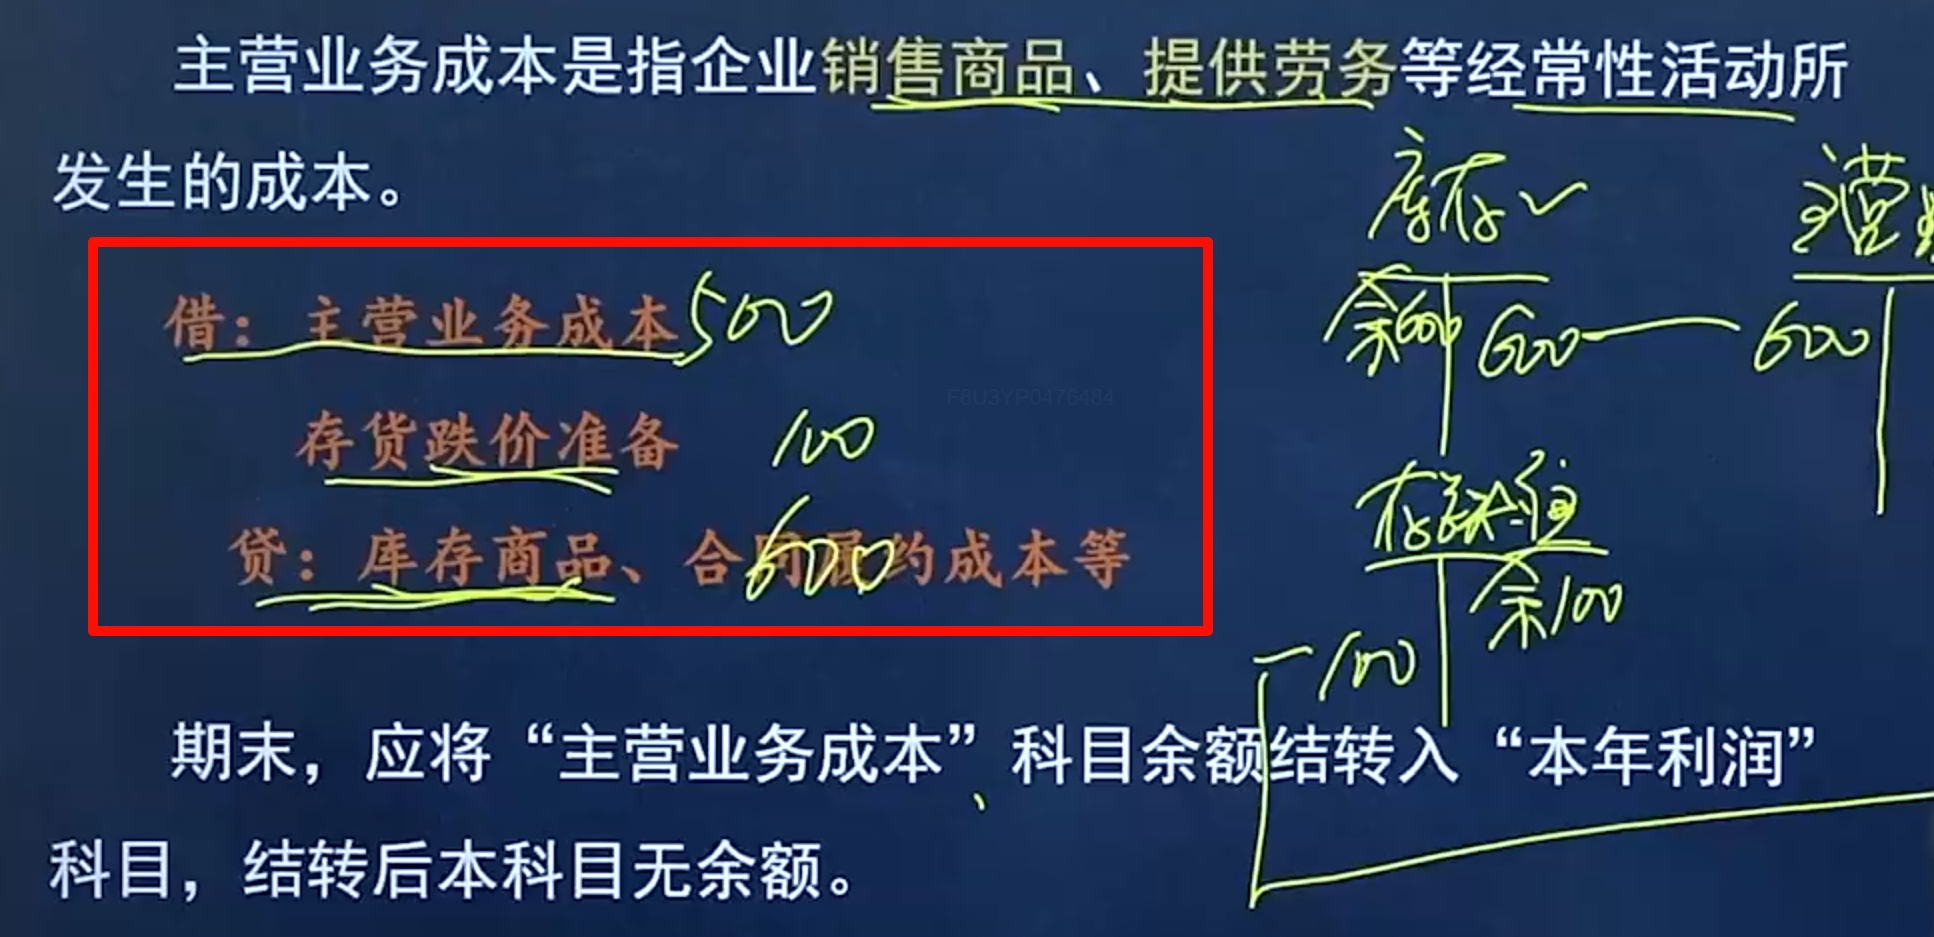 主营业务成本是指企业销售商品、提供劳务等经常性活动所
发生的成本。
库存
主营
借：主营业务成本 500
余600 600 600
F8U3YP0476484
存货跌价准备 100
贷：库存商品、合同履约成本等 600
余100
100
期末，应将“主营业务成本”科目余额结转入“本年利润”
科目，结转后本科目无余额。